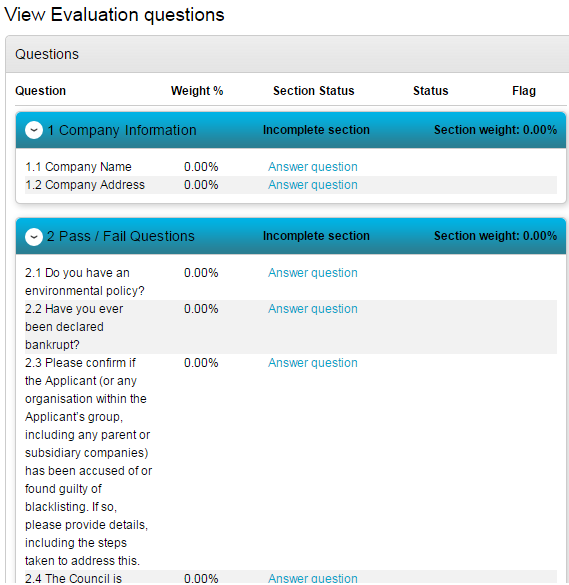 View Evaluation questions
Questions
Question Weight % Section Status Status Flag
1 Company Information Incomplete section Section weight: 0.00%
1.1 Company Name 0.00% Answer question
1.2 Company Address 0.00% Answer question
2 Pass / Fail Questions Incomplete section Section weight: 0.00%
2.1 Do you have an 0.00% Answer question
environmental policy?
2.2 Have you ever 0.00% Answer question
been declared
bankrupt?
2.3 Please confirm if 0.00% Answer question
the Applicant (or any
organisation within the
Applicant's group,
including any parent or
subsidiary companies)
has been accused of or
found guilty of
blacklisting. If so,
please provide details,
including the steps
taken to address this.
2.4 The Council is 0.00% Answer question